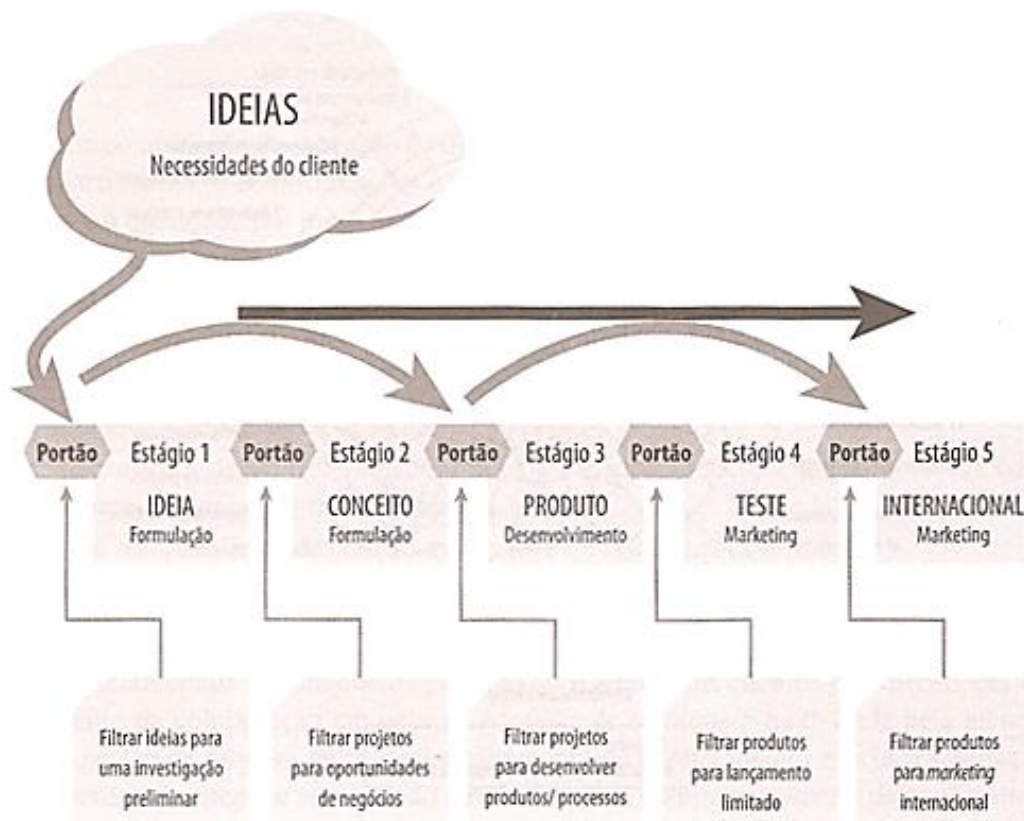 IDEIAS
Necessidades do cliente
Portão Estágio 1 Portão Estágio 2 Portão Estágio 3 Portão Estágio 4 Portão Estágio 5
IDEIA
Formulação
CONCEITO
Formulação
PRODUTO
Desenvolvimento
TESTE
Marketing
INTERNACIONAL
Marketing
Filtrar ideias para
uma investigação
preliminar
Filtrar projetos
para oportunidades
de negócios
Filtrar projetos
para desenvolver
produtos/ processos
Filtrar produtos
para lançamento
limitado
Filtrar produtos
para marketing
internacional